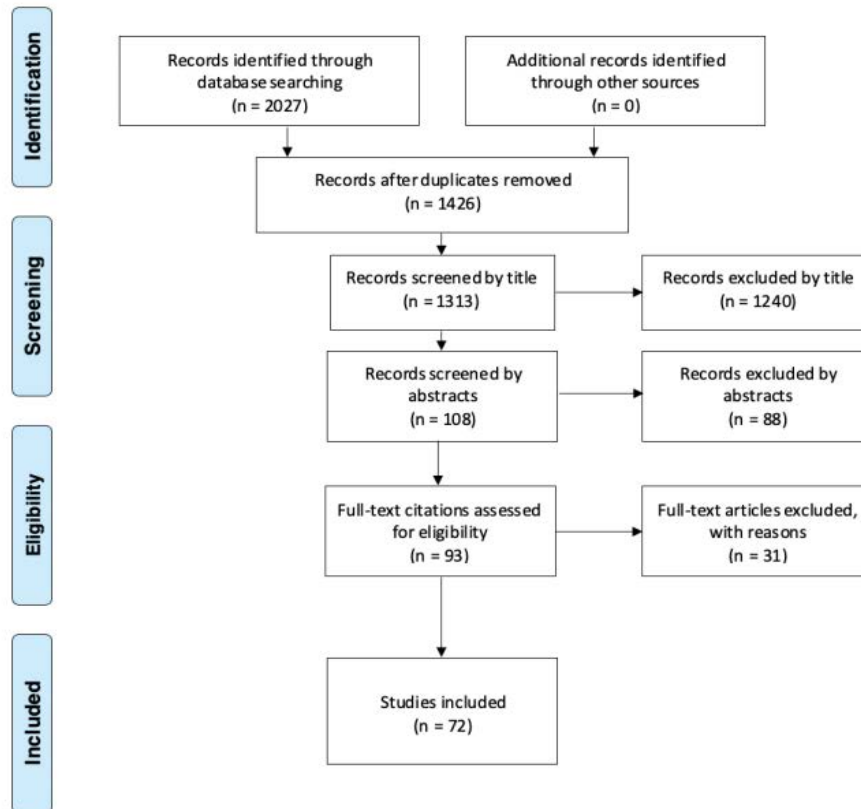 Identification
Records identified through
database searching
(n = 2027)
Additional records identified
through other sources
(n = 0)
Records after duplicates removed
(n = 1426)
Screening
Records screened by title
(n = 1313)
Records excluded by title
(n = 1240)
Records screened by
abstracts
(n = 108)
Records excluded by
abstracts
(n = 88)
Eligibility
Full-text citations assessed
for eligibility
(n = 93)
Full-text articles excluded,
with reasons
(n = 31)
Included
Studies included
(n = 72)